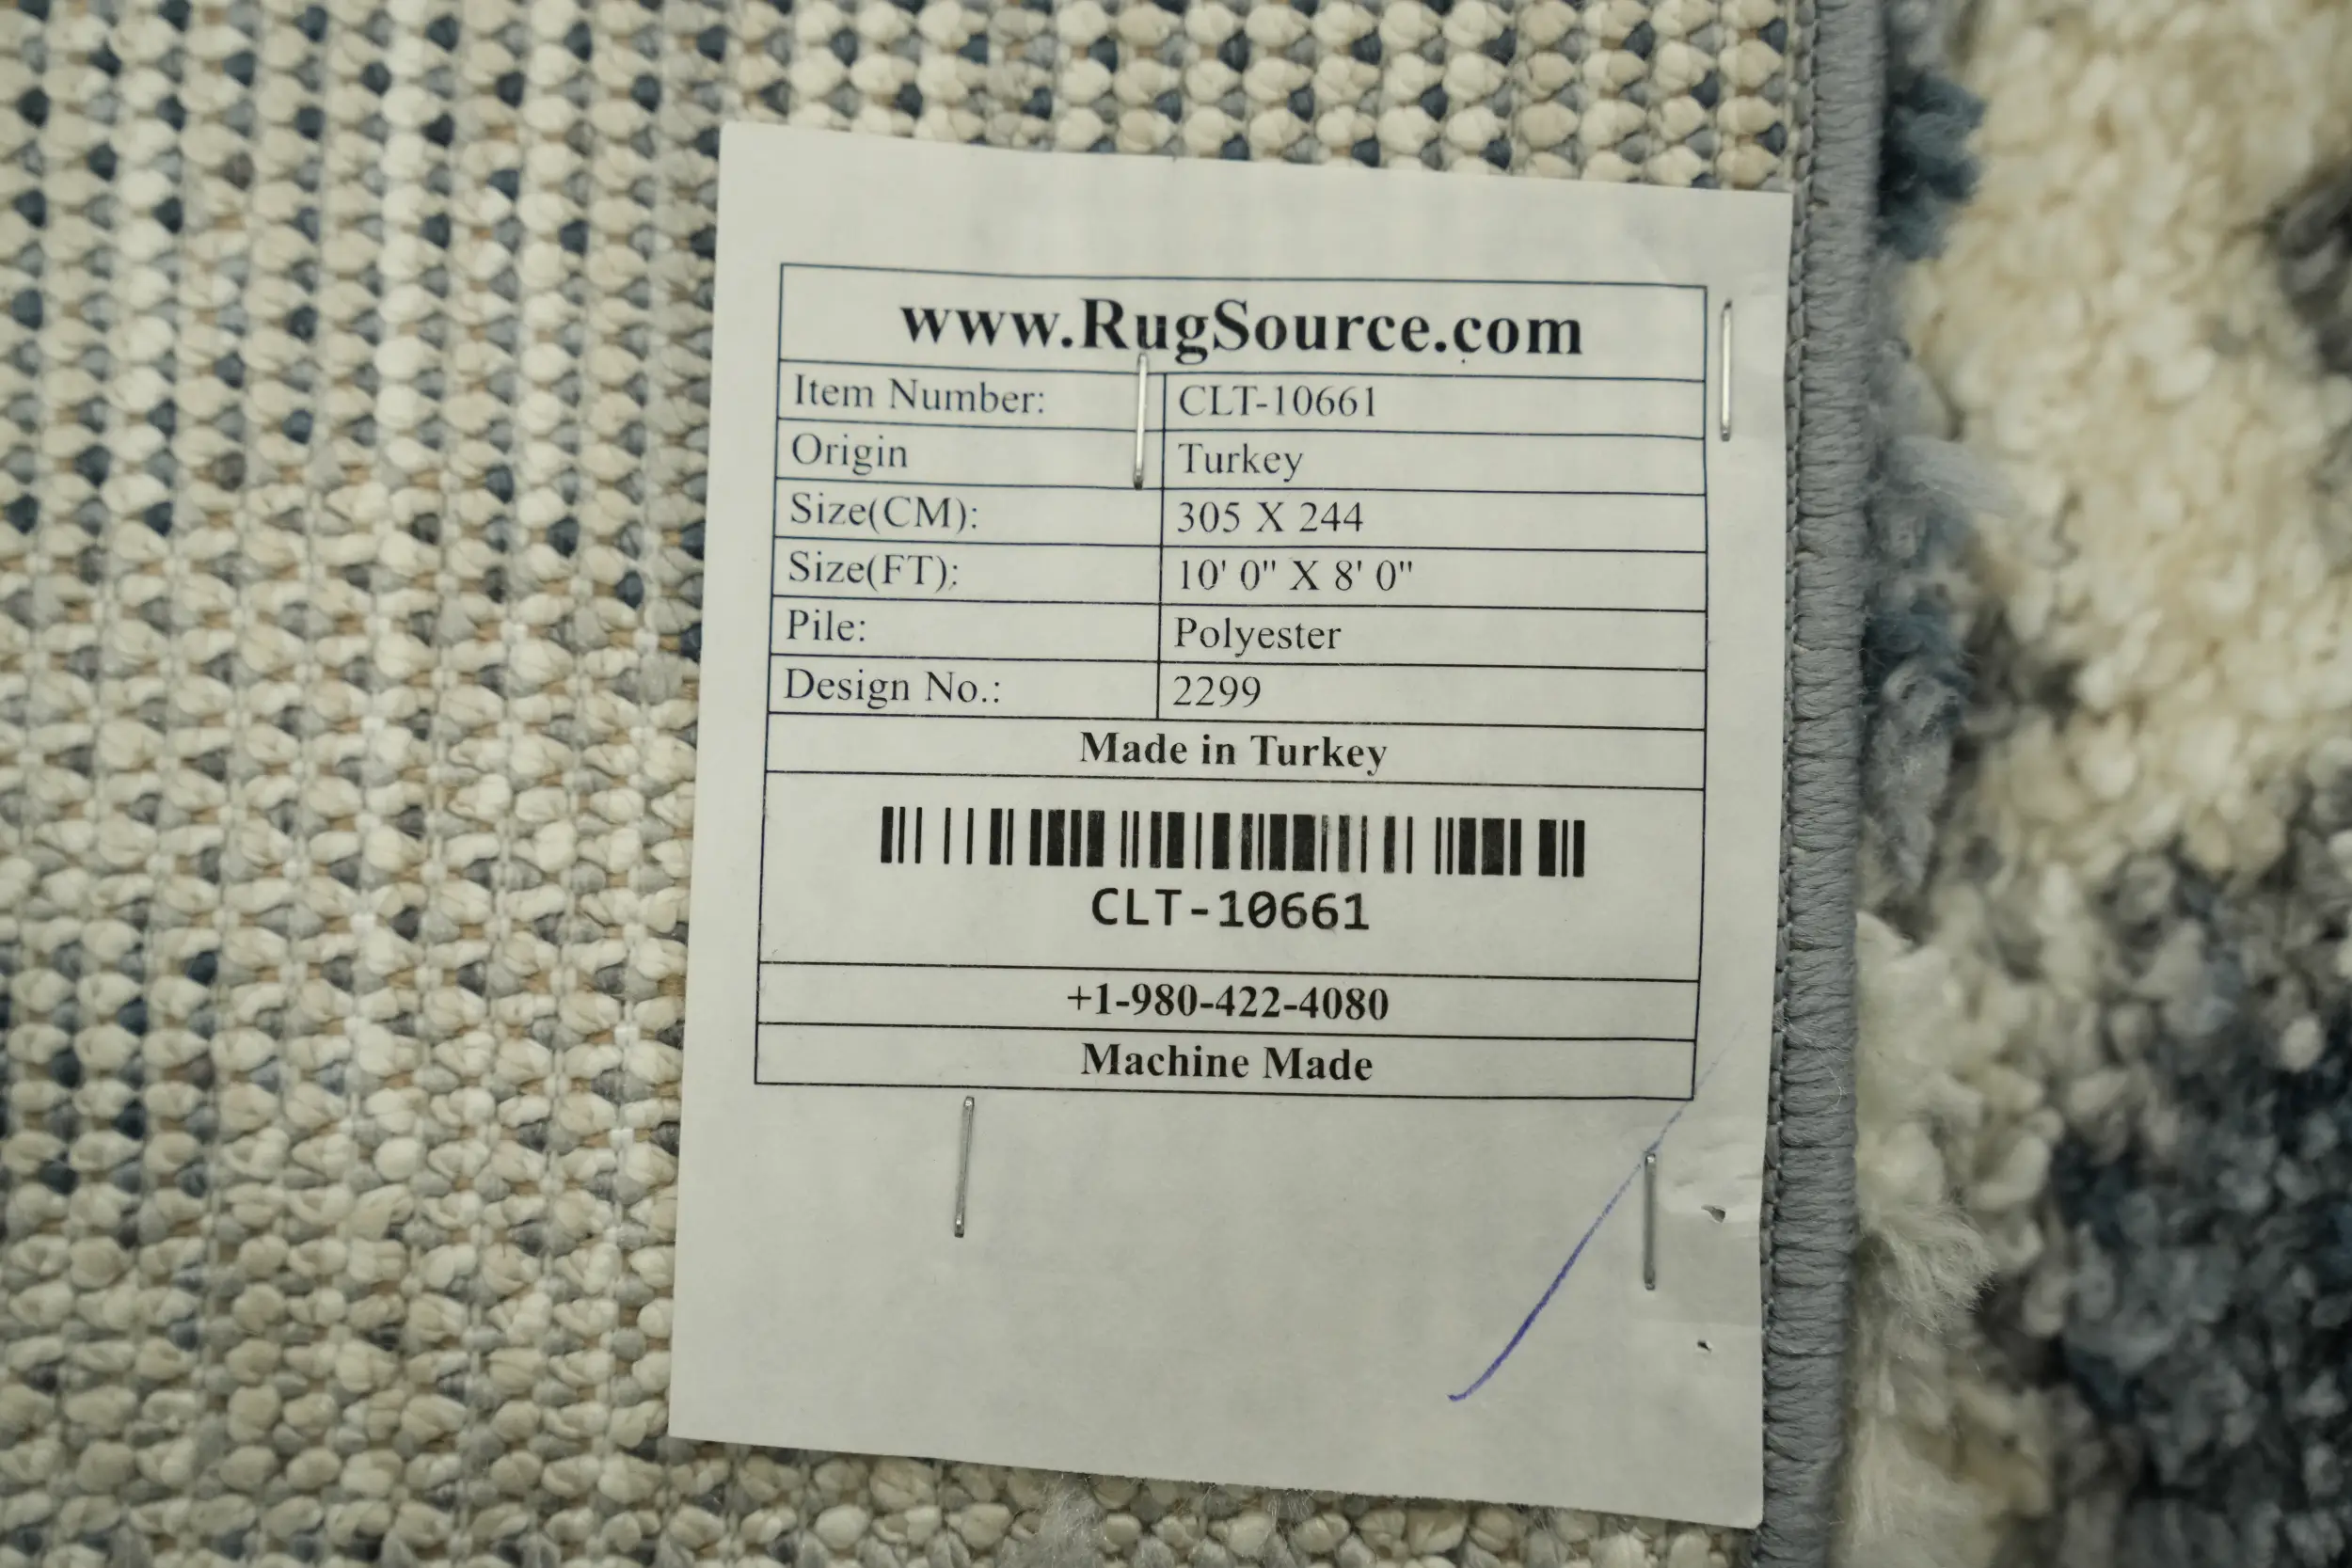 www.RugSource.com
Item Number: CLT-10661
Origin Turkey
Size(CM): 305 X 244
Size(FT): 10' 0" X 8' 0"
Pile: Polyester
Design No.: 2299
Made in Turkey
CLT-10661
+1-980-422-4080
Machine Made